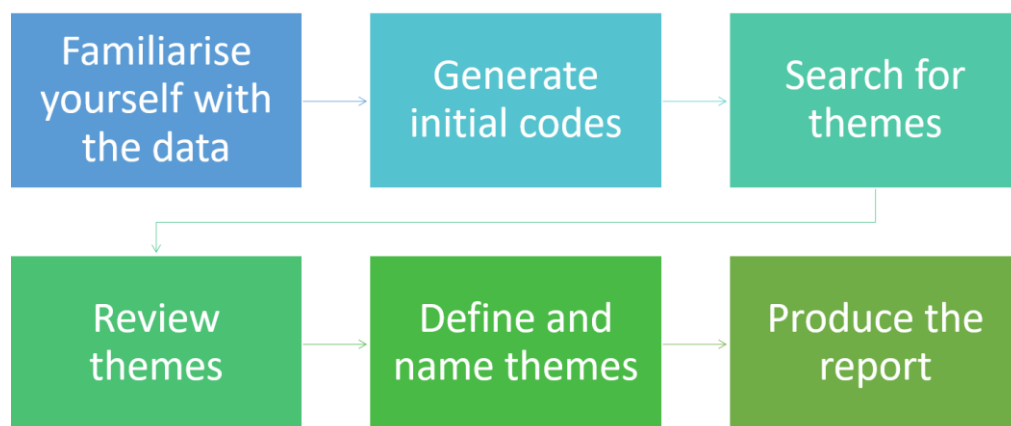 Familiarise
yourself with
the data
Generate
initial codes
Search for
themes
Review
themes
Define and
name themes
Produce the
report